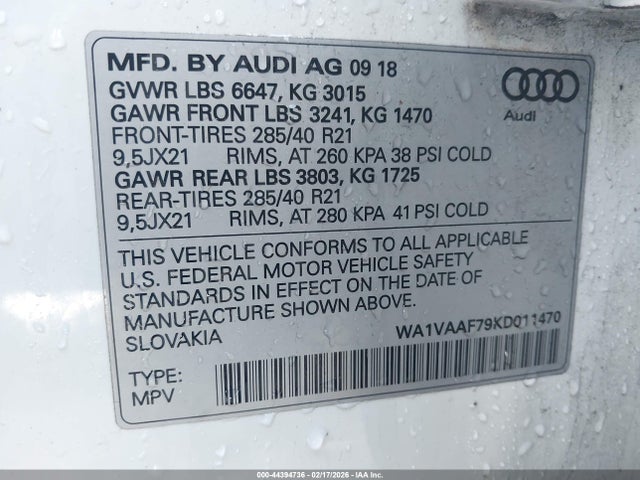 MFD. BY AUDI AG 09 18
GVWR LBS 6647, KG 3015
GAWR FRONT LBS 3241, KG 1470
FRONT-TIRES 285/40 R21
9,5JX21 RIMS, AT 260 KPA 38 PSI COLD
GAWR REAR LBS 3803, KG 1725
REAR-TIRES 285/40 R21
9,5JX21 RIMS, AT 280 KPA 41 PSI COLD
Audi
THIS VEHICLE CONFORMS TO ALL APPLICABLE
U.S. FEDERAL MOTOR VEHICLE SAFETY
STANDARDS IN EFFECT ON THE DATE OF
MANUFACTURE SHOWN ABOVE.
SLOVAKIA
WA1VAAF79KD011470
TYPE:
MPV
000-44394736 - 02/17/2026 - IAA Inc.